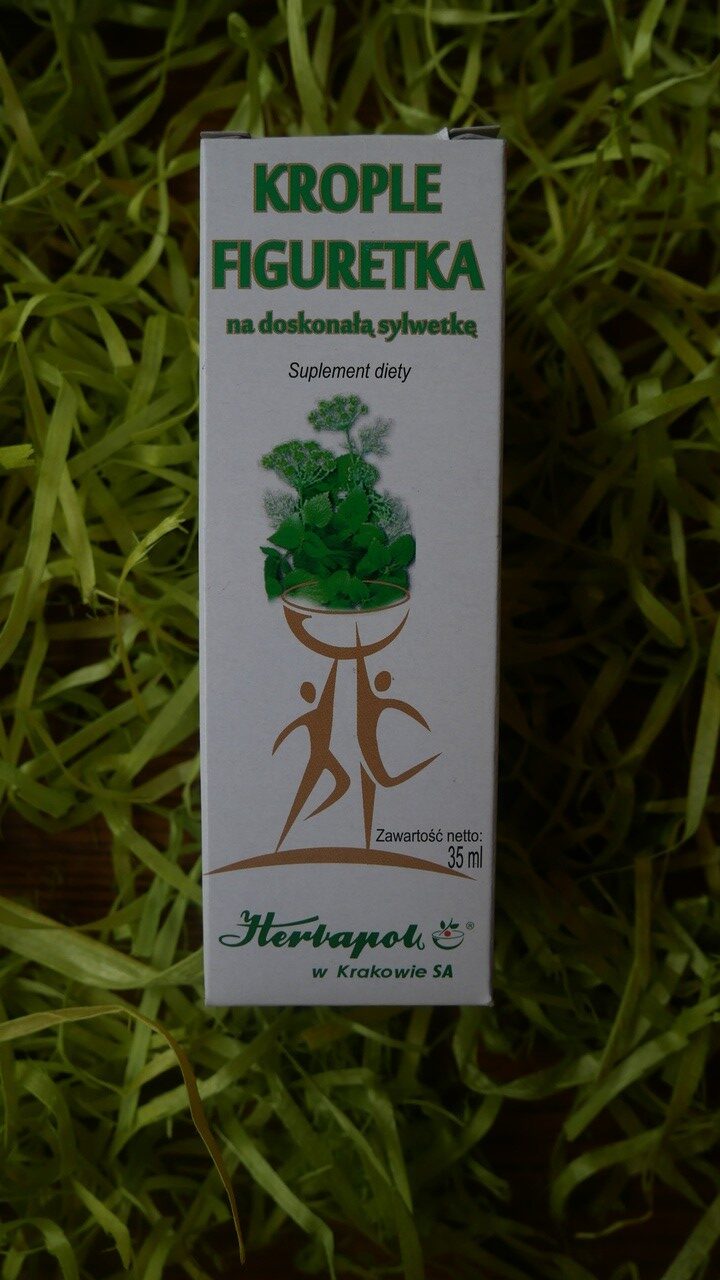 KROPLE
FIGURETKA
na doskonałą sylwetkę
Suplement diety
Zawartość netto:
35 ml
Herbapol ®
w Krakowie SA